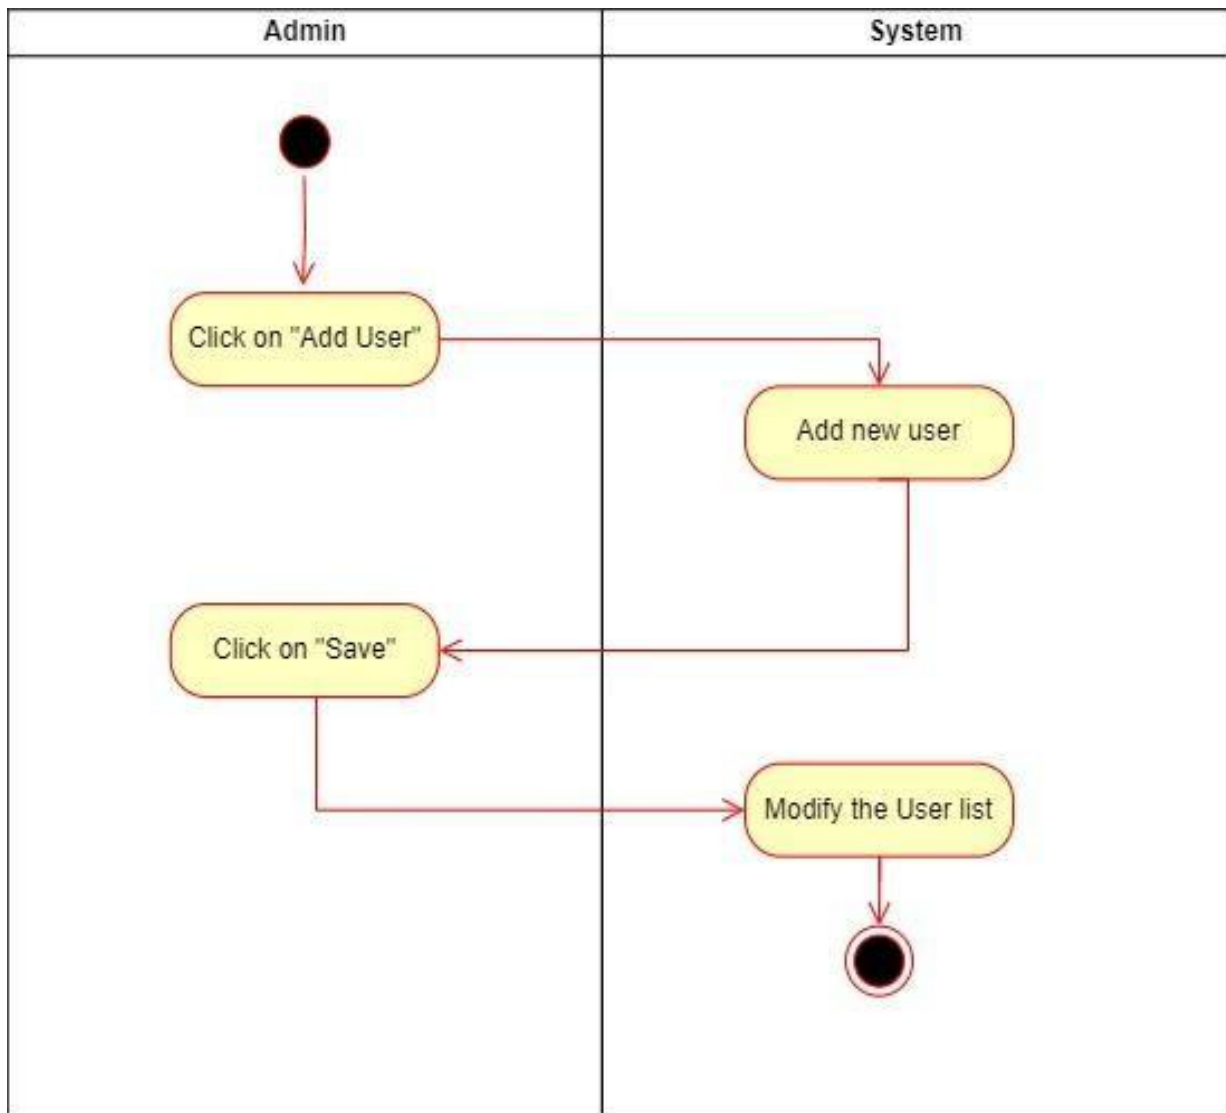 Admin
System
Click on "Add User"
Add new user
Click on "Save"
Modify the User list